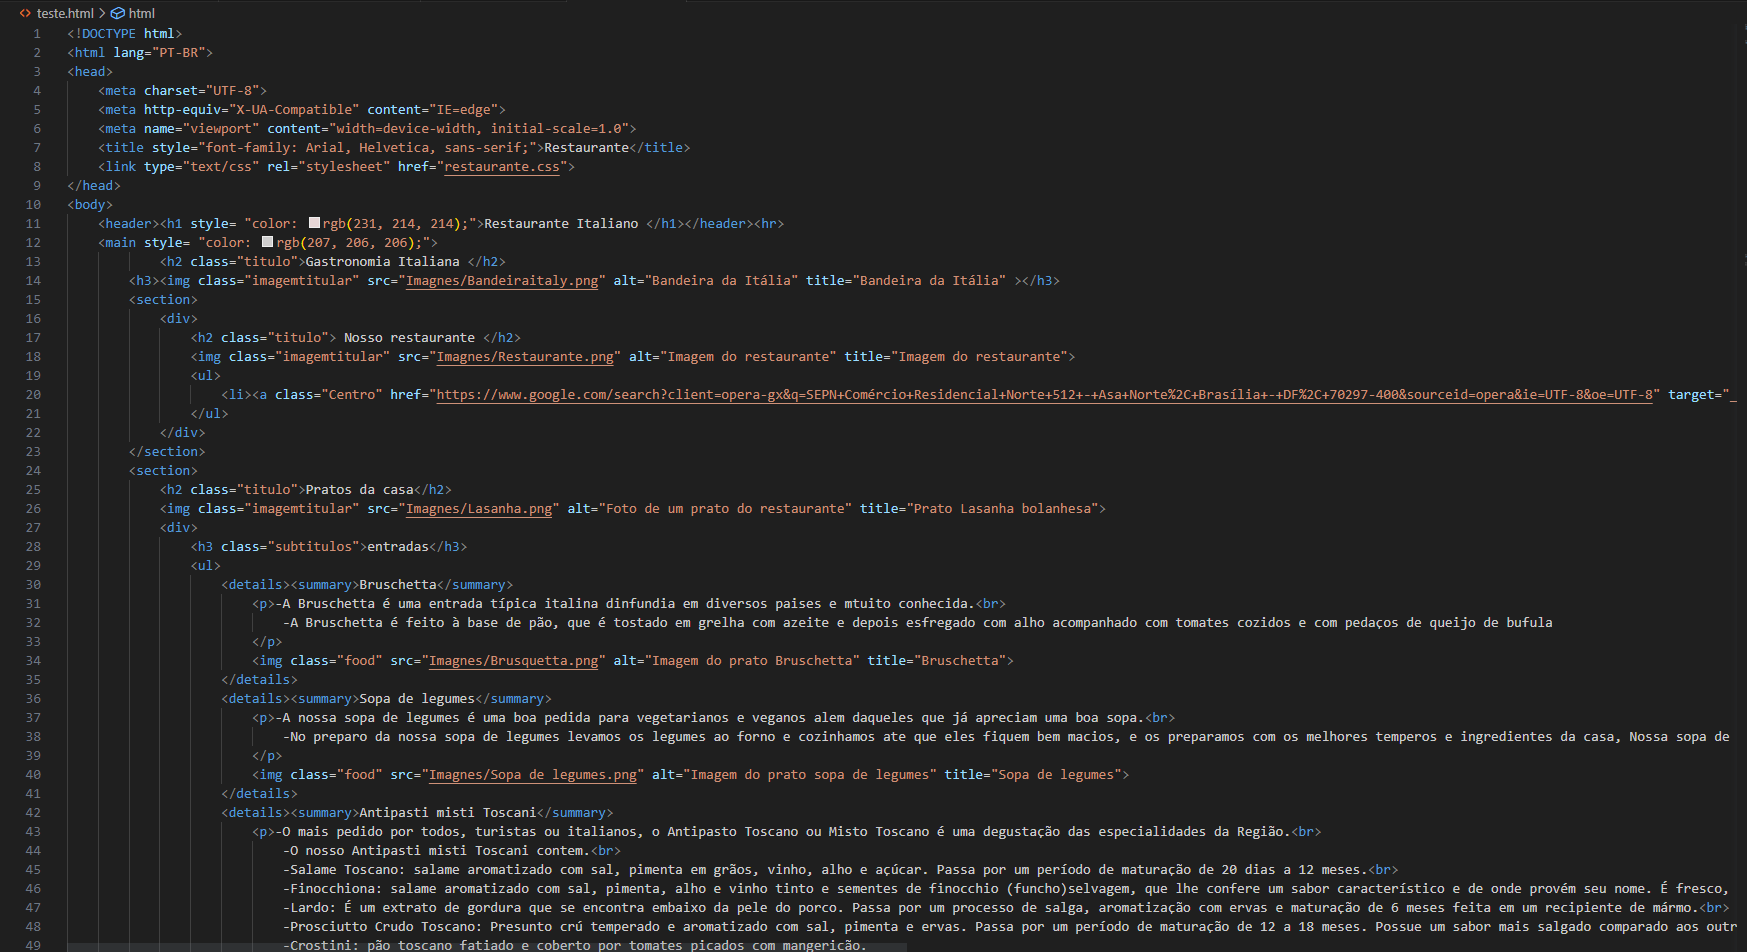 teste.html > html
1 <!DOCTYPE html>
2 <html lang="PT-BR">
3 <head>
4 <meta charset="UTF-8">
5 <meta http-equiv="X-UA-Compatible" content="IE=edge">
6 <meta name="viewport" content="width=device-width, initial-scale=1.0">
7 <title style="font-family: Arial, Helvetica, sans-serif;">Restaurante</title>
8 <link type="text/css" rel="stylesheet" href="restaurante.css">
9 </head>
10 <body>
11 <header><h1 style= "color: rgb(231, 214, 214);">Restaurante Italiano </h1></header><hr>
12 <main style= "color: rgb(207, 206, 206);">
13 <h2 class="titulo">Gastronomia Italiana </h2>
14 <h3><img class="imagemtitular" src="Imagnes/Bandeiraitaly.png" alt="Bandeira da Itália" title="Bandeira da Itália" ></h3>
15 <section>
16 <div>
17 <h2 class="titulo"> Nosso restaurante </h2>
18 <img class="imagemtitular" src="Imagnes/Restaurante.png" alt="Imagem do restaurante" title="Imagem do restaurante">
19 <ul>
20 <li><a class="Centro" href="https://www.google.com/search?client=opera-gx&q=SEPN+Comércio+Residencial+Norte+512+-+Asa+Norte%2C+Brasília+-+DF%2C+70297-400&sourceid=opera&ie=UTF-8&oe=UTF-8" target="_
21 </ul>
22 </div>
23 </section>
24 <section>
25 <h2 class="titulo">Pratos da casa</h2>
26 <img class="imagemtitular" src="Imagnes/Lasanha.png" alt="Foto de um prato do restaurante" title="Prato Lasanha bolanhesa">
27 <div>
28 <h3 class="subtitulos">entradas</h3>
29 <ul>
30 <details><summary>Bruschetta</summary>
31 <p>-A Bruschetta é uma entrada típica italina dinfundia em diversos paises e mtuito conhecida.<br>
32 -A Bruschetta é feito à base de pão, que é tostado em grelha com azeite e depois esfregado com alho acompanhado com tomates cozidos e com pedaços de queijo de bufula
33 </p>
34 <img class="food" src="Imagnes/Brusquetta.png" alt="Imagem do prato Bruschetta" title="Bruschetta">
35 </details>
36 <details><summary>Sopa de legumes</summary>
37 <p>-A nossa sopa de legumes é uma boa pedida para vegetarianos e veganos alem daqueles que já apreciam uma boa sopa.<br>
38 -No preparo da nossa sopa de legumes levamos os legumes ao forno e cozinhamos ate que eles fiquem bem macios, e os preparamos com os melhores temperos e ingredientes da casa, Nossa sopa de
39 </p>
40 <img class="food" src="Imagnes/Sopa de legumes.png" alt="Imagem do prato sopa de legumes" title="Sopa de legumes">
41 </details>
42 <details><summary>Antipasti misti Toscani</summary>
43 <p>-O mais pedido por todos, turistas ou italianos, o Antipasto Toscano ou Misto Toscano é uma degustação das especialidades da Região.<br>
44 -O nosso Antipasti misti Toscani contem.<br>
45 -Salame Toscano: salame aromatizado com sal, pimenta em grãos, vinho, alho e açúcar. Passa por um período de maturação de 20 dias a 12 meses.<br>
46 -Finocchiona: salame aromatizado com sal, pimenta, alho e vinho tinto e sementes de finocchio (funcho)selvagem, que lhe confere um sabor característico e de onde provém seu nome. É fresco,
47 -Lardo: É um extrato de gordura que se encontra embaixo da pele do porco. Passa por um processo de salga, aromatização com ervas e maturação de 6 meses feita em um recipiente de mármo.<br>
48 -Prosciutto Crudo Toscano: Presunto crú temperado e aromatizado com sal, pimenta e ervas. Passa por um período de maturação de 12 a 18 meses. Possue um sabor mais salgado comparado aos outr
49 -Crostini: pão toscano fatiado e coberto por tomates picados com mangericão.